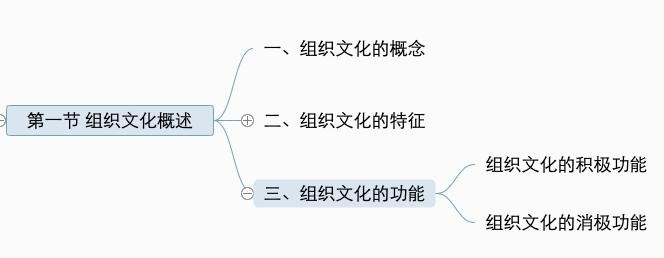 一、组织文化的概念
第一节 组织文化概述
二、组织文化的特征
三、组织文化的功能
组织文化的积极功能
组织文化的消极功能